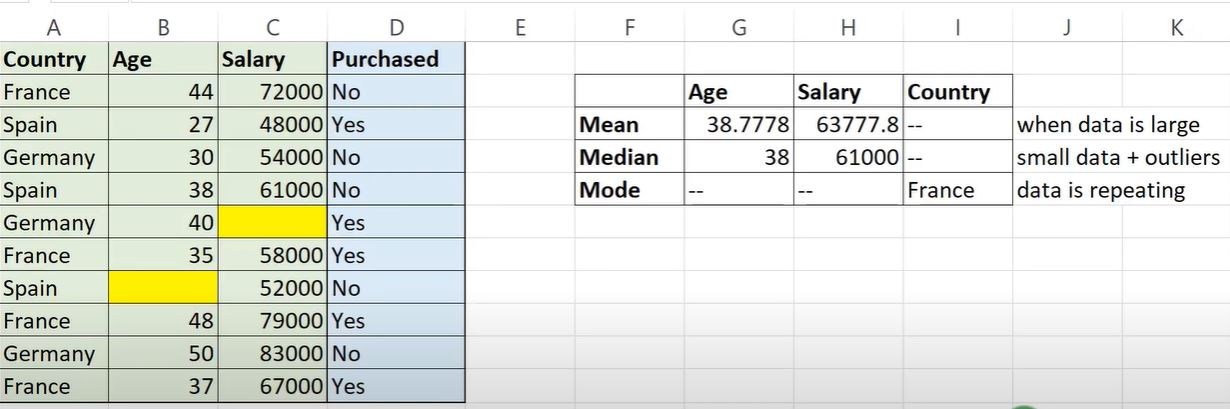 A B C D E F G H I J K
Country Age Salary Purchased
France 44 72000 No Age Salary Country
Spain 27 48000 Yes Mean 38.7778 63777.8 -- when data is large
Germany 30 54000 No Median 38 61000 -- small data + outliers
Spain 38 61000 No Mode -- -- France data is repeating
Germany 40 Yes
France 35 58000 Yes
Spain 52000 No
France 48 79000 Yes
Germany 50 83000 No
France 37 67000 Yes